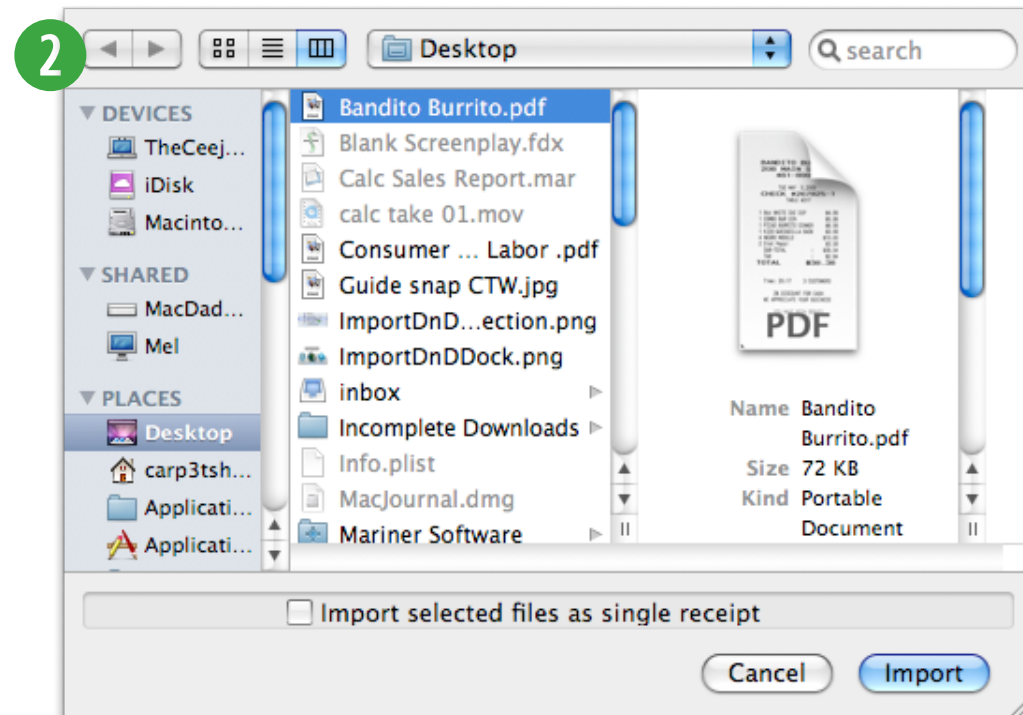 2
Desktop
search
DEVICES
TheCeej...
iDisk
Macinto...
SHARED
MacDad...
Mel
PLACES
Desktop
carp3tsh...
Applicati...
Applicati...
Bandito Burrito.pdf
Blank Screenplay.fdx
Calc Sales Report.mar
calc take 01.mov
Consumer ... Labor .pdf
Guide snap CTW.jpg
ImportDnD...ection.png
ImportDnDDock.png
inbox
Incomplete Downloads
Info.plist
MacJournal.dmg
Mariner Software
TOTAL
PDF
Name Bandito
Burrito.pdf
Size 72 KB
Kind Portable
Document
Import selected files as single receipt
Cancel
Import